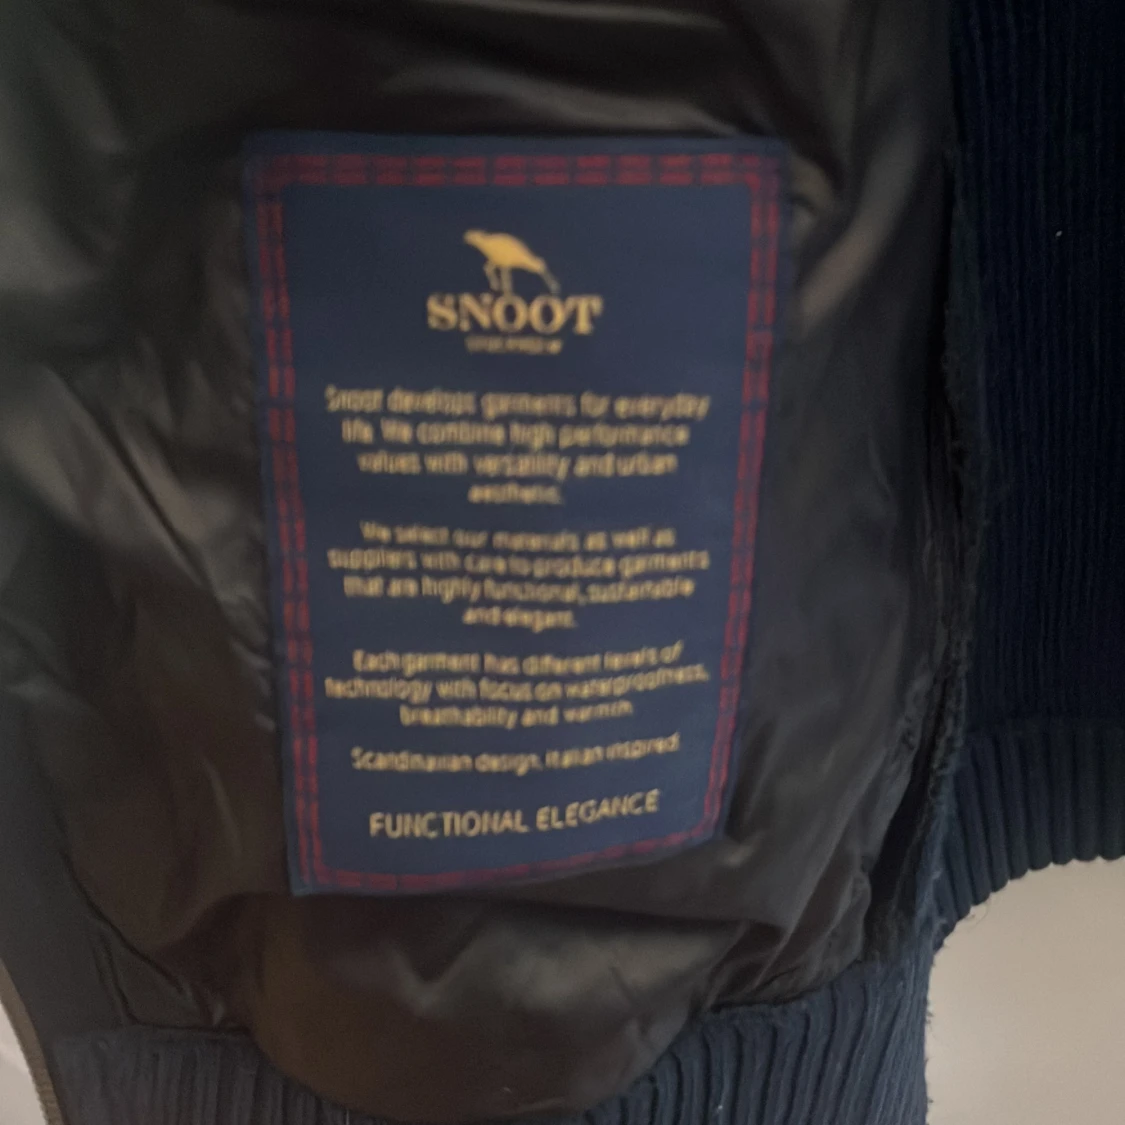 SNOOT
Snoot develops garments for everyday
life. We combine high performance
values with versatility and urban
aesthetic.
We select our materials as well as
suppliers with care to produce garments
that are highly functional, sustainable
and elegant.
Each garment has different levels of
technology with focus on waterproofness,
breathability and warmth.
Scandinavian design, Italian inspired
FUNCTIONAL ELEGANCE